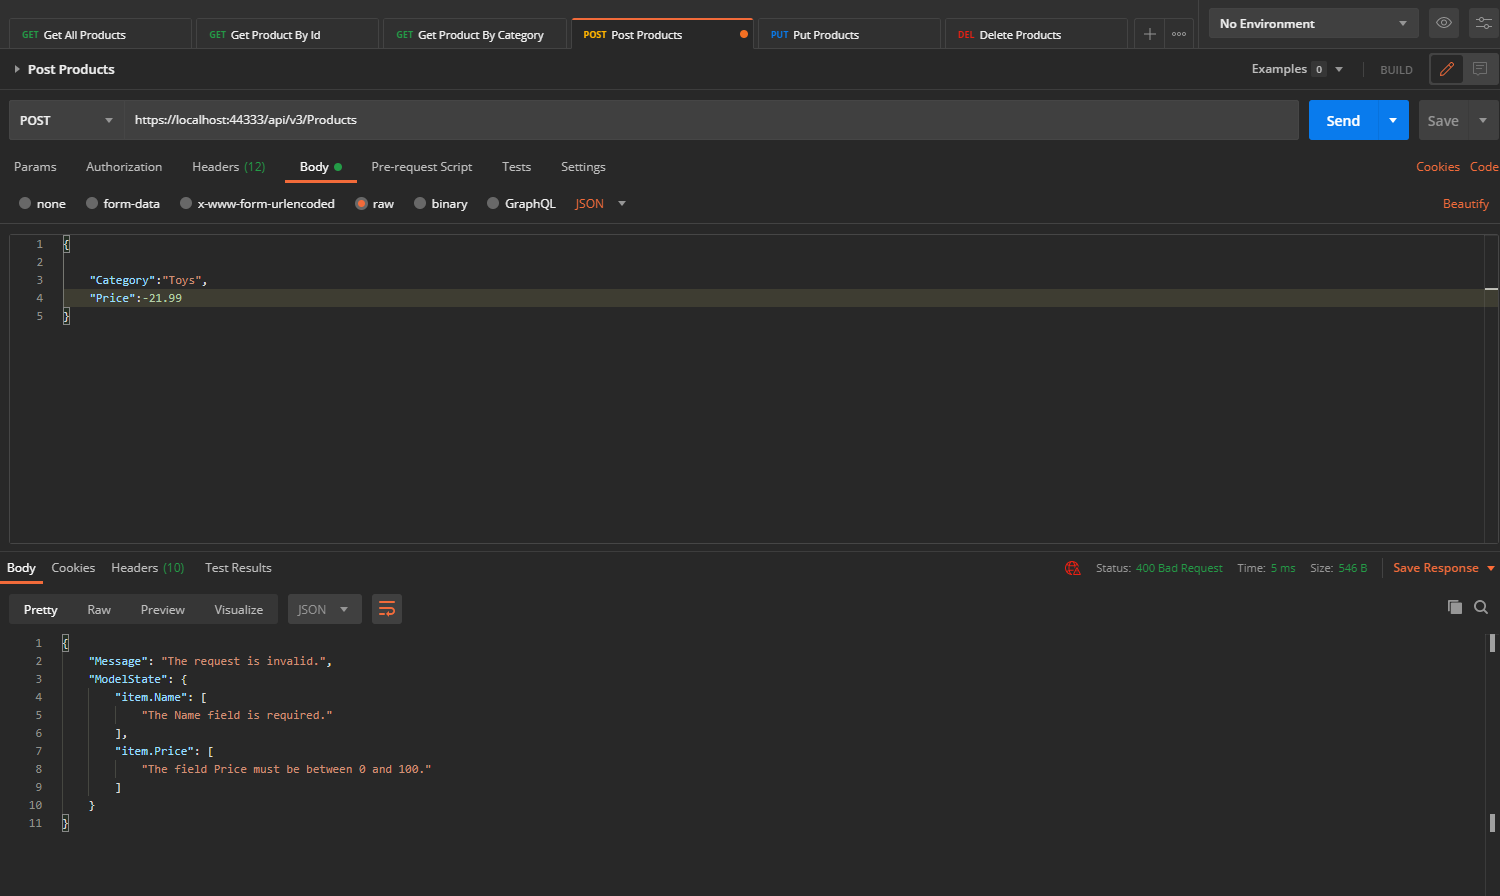 GET Get All Products GET Get Product By Id GET Get Product By Category POST Post Products PUT Put Products DEL Delete Products No Environment
Post Products Examples 0 BUILD
POST https://localhost:44333/api/v3/Products Send Save
Params Authorization Headers (12) Body Pre-request Script Tests Settings Cookies Code
none form-data x-www-form-urlencoded raw binary GraphQL JSON Beautify
1 {
2
3 "Category":"Toys",
4 "Price":-21.99
5 }
Body Cookies Headers (10) Test Results Status: 400 Bad Request Time: 5 ms Size: 546 B Save Response
Pretty Raw Preview Visualize JSON
1 {
2 "Message": "The request is invalid.",
3 "ModelState": {
4 "item.Name": [
5 "The Name field is required."
6 ],
7 "item.Price": [
8 "The field Price must be between 0 and 100."
9 ]
10 }
11 }